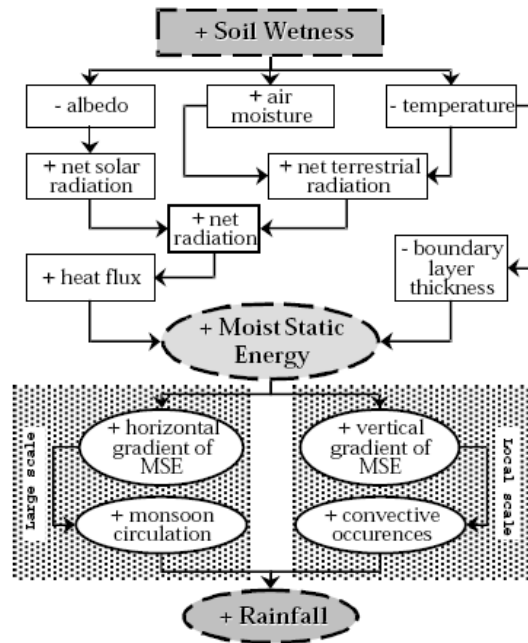 + Soil Wetness
- albedo
+ air
moisture
- temperature
+ net solar
radiation
+ net terrestrial
radiation
+ net
radiation
+ heat flux
- boundary
layer
thickness
+ Moist Static
Energy
Large scale
+ horizontal
gradient of
MSE
+ vertical
gradient of
MSE
Local scale
+ monsoon
circulation
+ convective
occurences
+ Rainfall